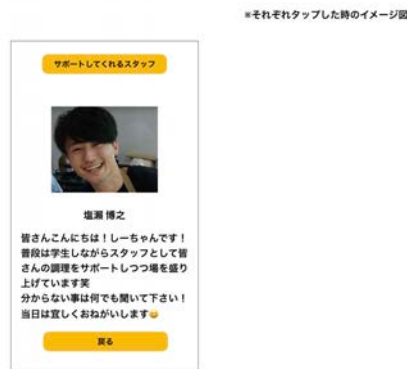 ※それぞれタップした時のイメージ図
サポートしてくれるスタッフ
塩瀬 博之
皆さんこんにちは！しーちゃんです！
普段は学生しながらスタッフとして皆
さんの調理をサポートしつつ場を盛り
上げています笑
分からない事は何でも聞いて下さい！
当日は宜しくおねがいします😄
戻る